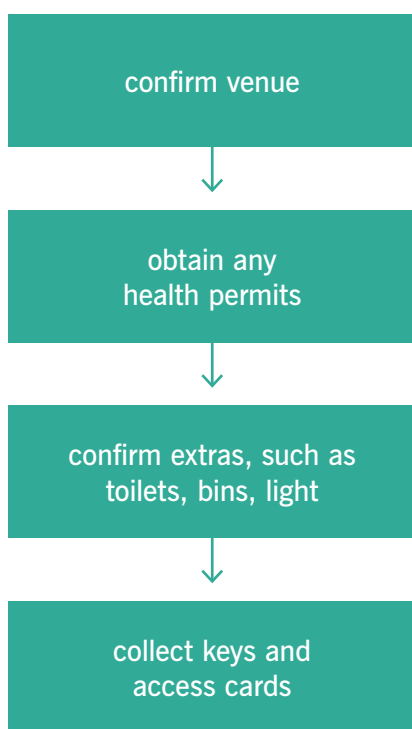 confirm venue
obtain any
health permits
confirm extras, such as
toilets, bins, light
collect keys and
access cards